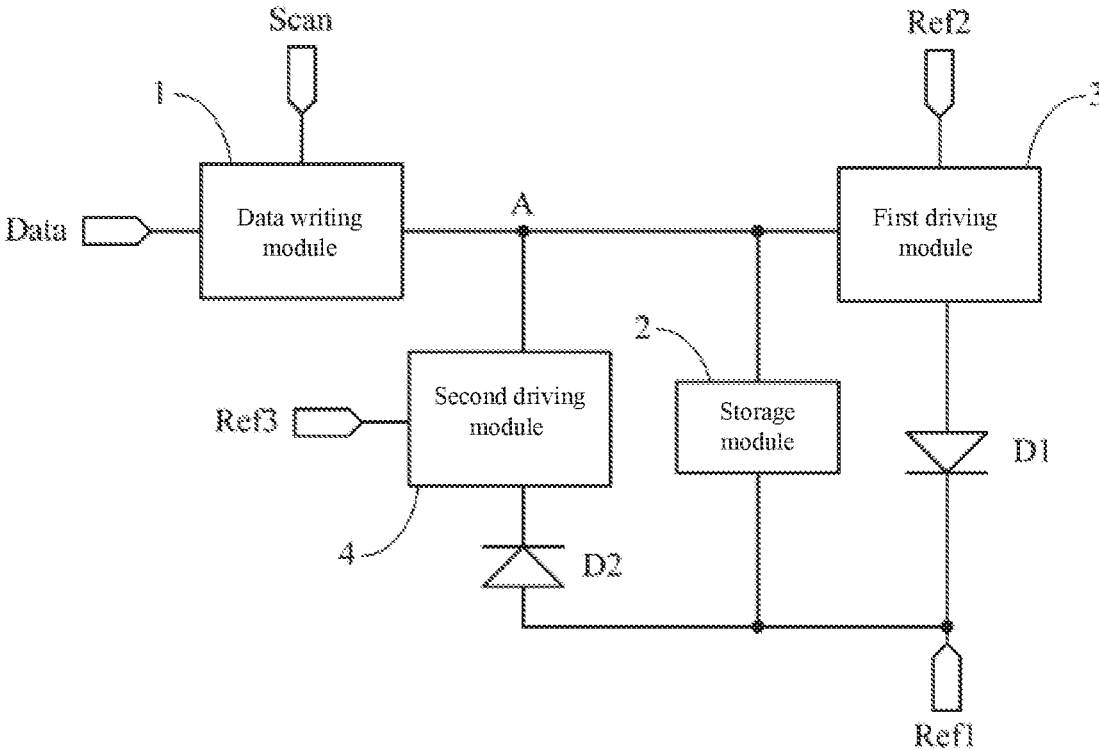 Scan
Ref2
1
3
Data
Data writing
module
A
First driving
module
2
Ref3
Second driving
module
Storage
module
D1
4
D2
Ref1